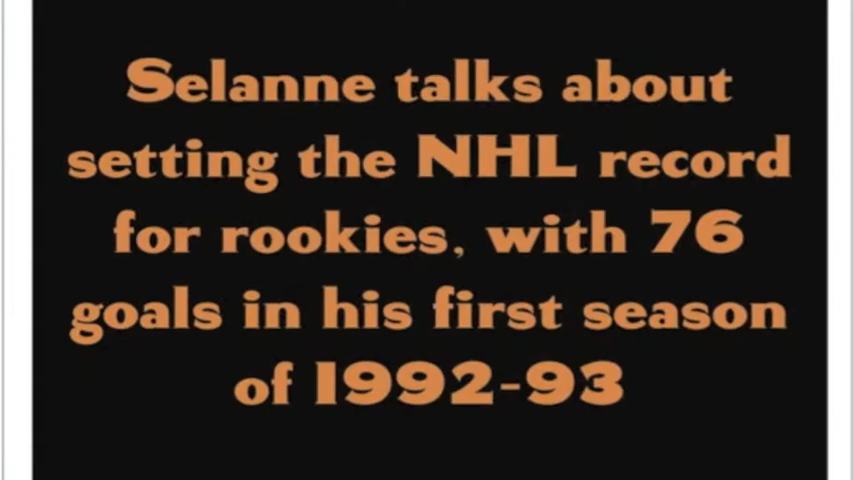 Selanne talks about
setting the NHL record
for rookies, with 76
goals in his first season
of 1992-93